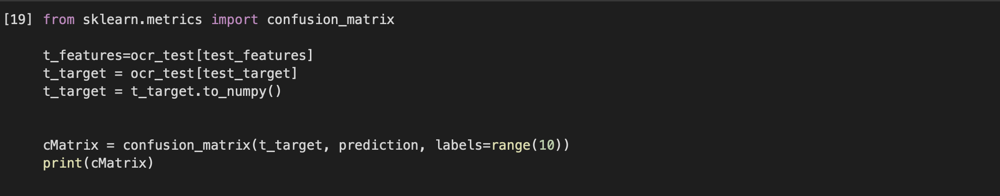 [19] from sklearn.metrics import confusion_matrix
t_features=ocr_test[test_features]
t_target = ocr_test[test_target]
t_target = t_target.to_numpy()
cMatrix = confusion_matrix(t_target, prediction, labels=range(10))
print(cMatrix)